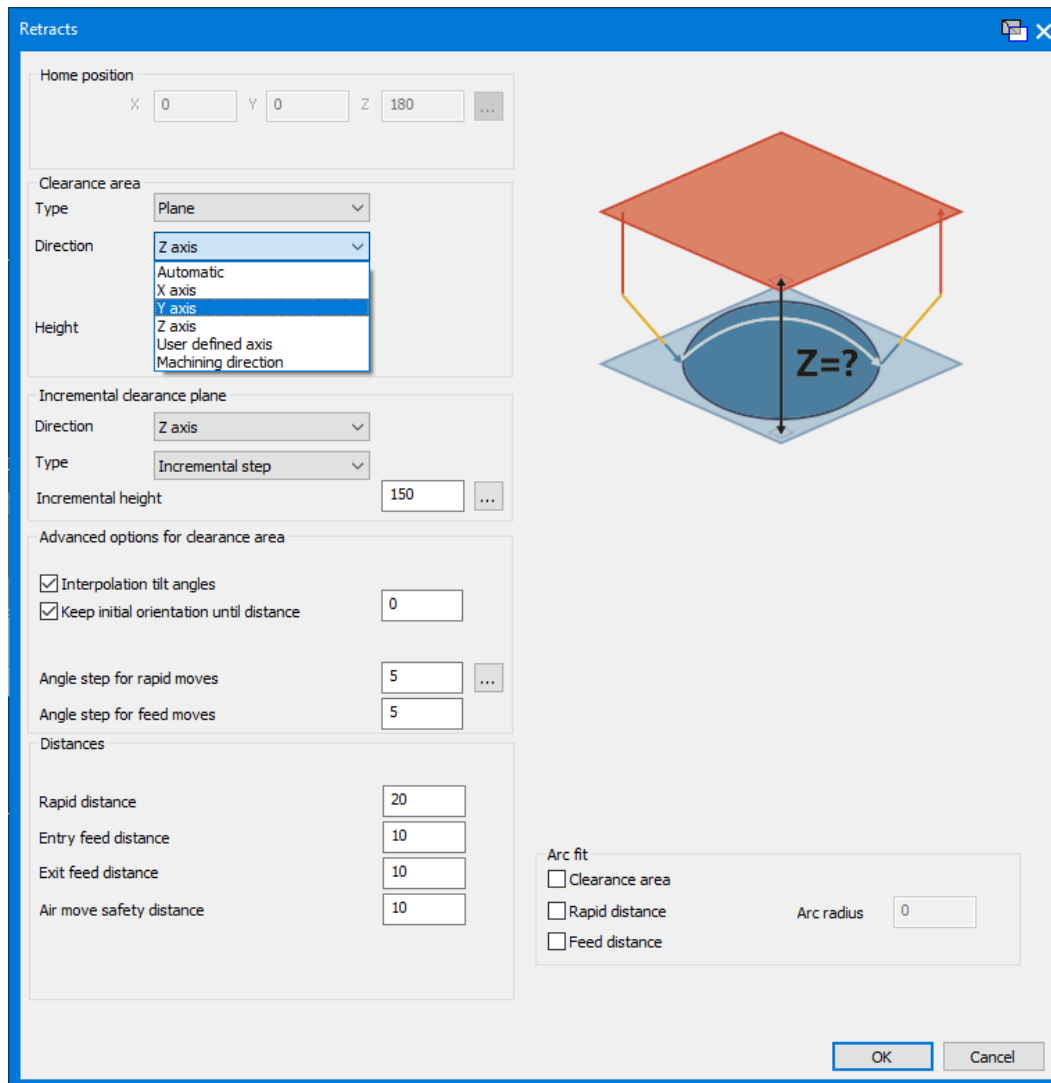 Retracts
Home position
X 0 Y 0 Z 180 ...
Clearance area
Type Plane
Direction Z axis
Automatic
X axis
Y axis
Z axis
User defined axis
Machining direction
Height
Incremental clearance plane
Direction Z axis
Type Incremental step
Incremental height 150 ...
Advanced options for clearance area
Interpolation tilt angles
Keep initial orientation until distance 0
Angle step for rapid moves 5 ...
Angle step for feed moves 5
Distances
Rapid distance 20
Entry feed distance 10
Exit feed distance 10
Air move safety distance 10
Z=?
Arc fit
Clearance area
Rapid distance Arc radius 0
Feed distance
OK Cancel